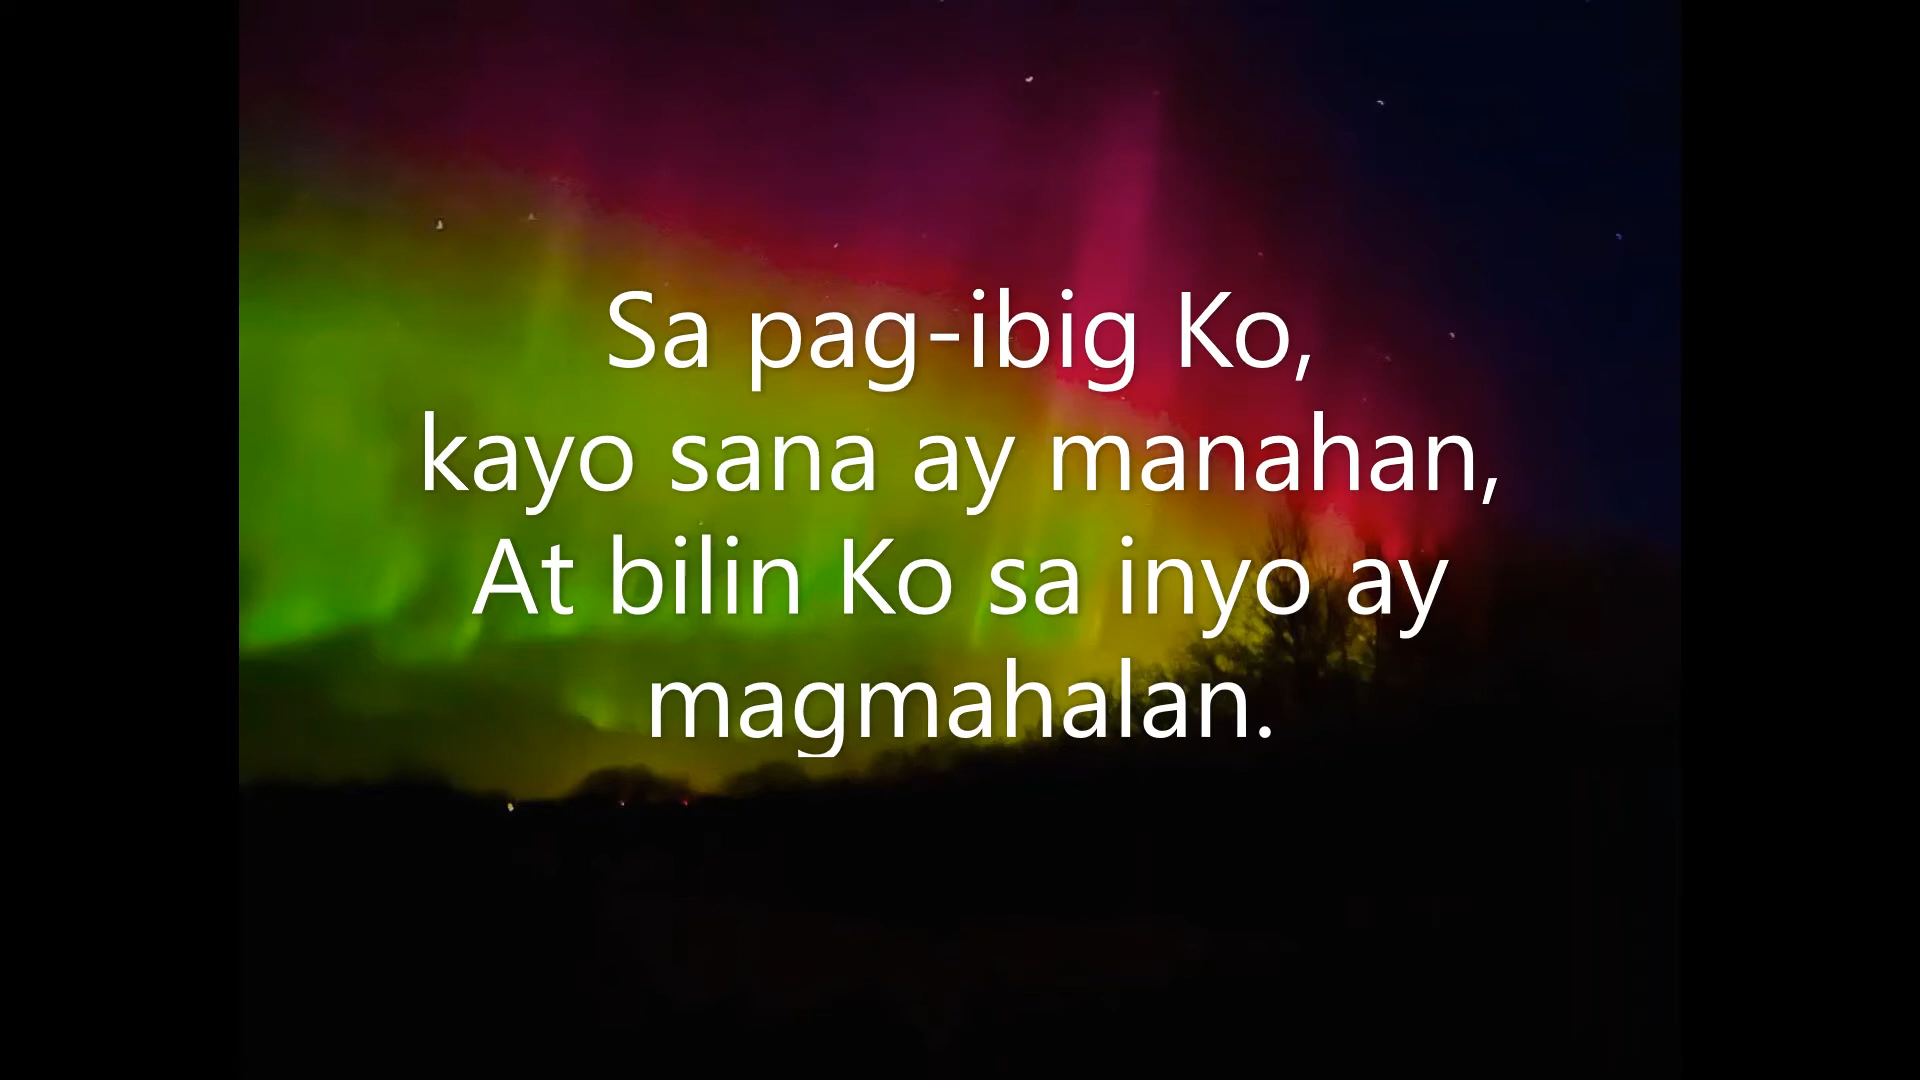 Sa pag-ibig Ko,
kayo sana ay manahan,
At bilin Ko sa inyo ay
magmahalan.